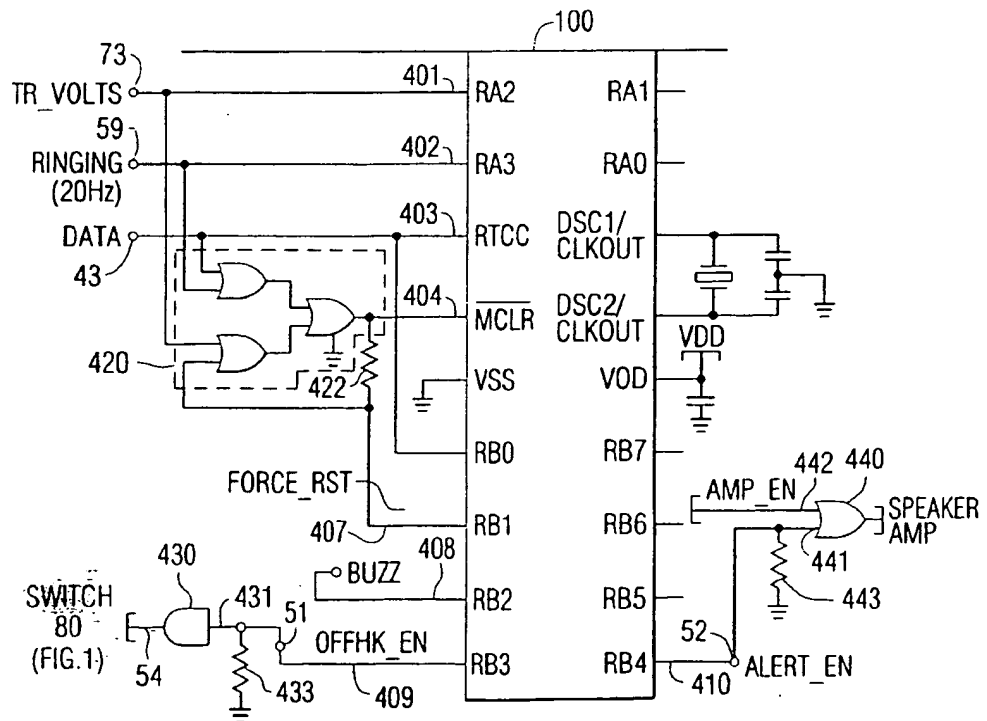 100
73
TR_VOLTS
401
RA2
RA1
59
RINGING
(20Hz)
402
RA3
RA0
DATA
43
403
RTCC
DSC1/
CLKOUT
404
MCLR
DSC2/
CLKOUT
VDD
420
422
VSS
VOD
RB0
RB7
FORCE_RST
407
RB1
RB6
AMP_EN
442
440
SPEAKER
AMP
441
443
430
431
BUZZ
408
RB2
RB5
SWITCH
80
(FIG.1)
54
51
OFFHK_EN
433
409
RB3
RB4
410
52
ALERT_EN